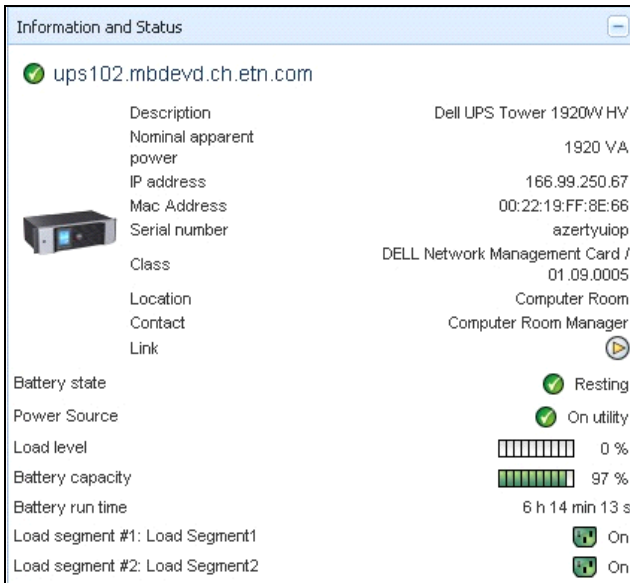 Information and Status
ups102.mbdevd.ch.etn.com
Description Dell UPS Tower 1920W HV
Nominal apparent
power 1920 VA
IP address 166.99.250.67
Mac Address 00:22:19:FF:8E:66
Serial number azertyuiop
Class DELL Network Management Card /
01.09.0005
Location Computer Room
Contact Computer Room Manager
Link
Battery state Resting
Power Source On utility
Load level 0 %
Battery capacity 97 %
Battery run time 6 h 14 min 13 s
Load segment #1: Load Segment1 On
Load segment #2: Load Segment2 On